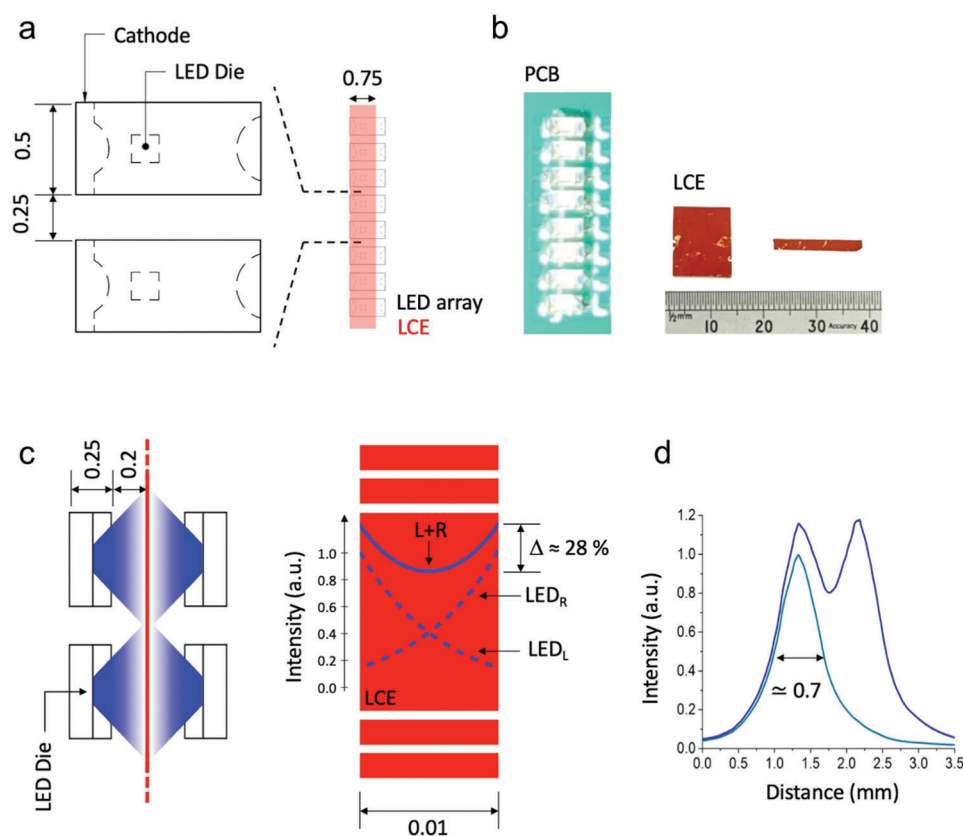 a
Cathode
LED Die
0.5
0.25
0.75
LED array
LCE
b
PCB
LCE
½mm 10 20 30 Accuracy 40
c
0.25
0.2
LED Die
Intensity (a.u.)
1.0
0.8
0.6
0.4
0.2
0.0
L+R
Δ ≈ 28 %
LEDR
LEDL
LCE
0.01
d
Intensity (a.u.)
1.2
1.0
0.8
0.6
0.4
0.2
0.0
≃ 0.7
0.0 0.5 1.0 1.5 2.0 2.5 3.0 3.5
Distance (mm)